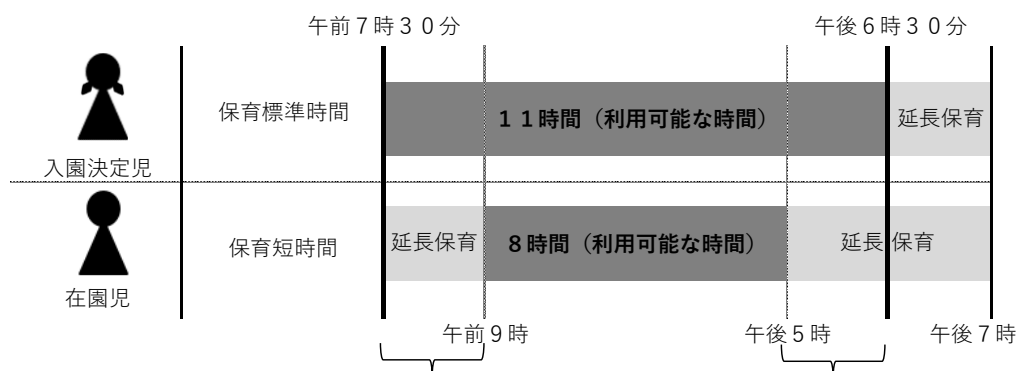 午前７時３０分
午後６時３０分
保育標準時間
１１時間（利用可能な時間）
延長保育
入園決定児
保育短時間
延長保育
８時間（利用可能な時間）
延長保育
在園児
午前９時
午後５時
午後７時